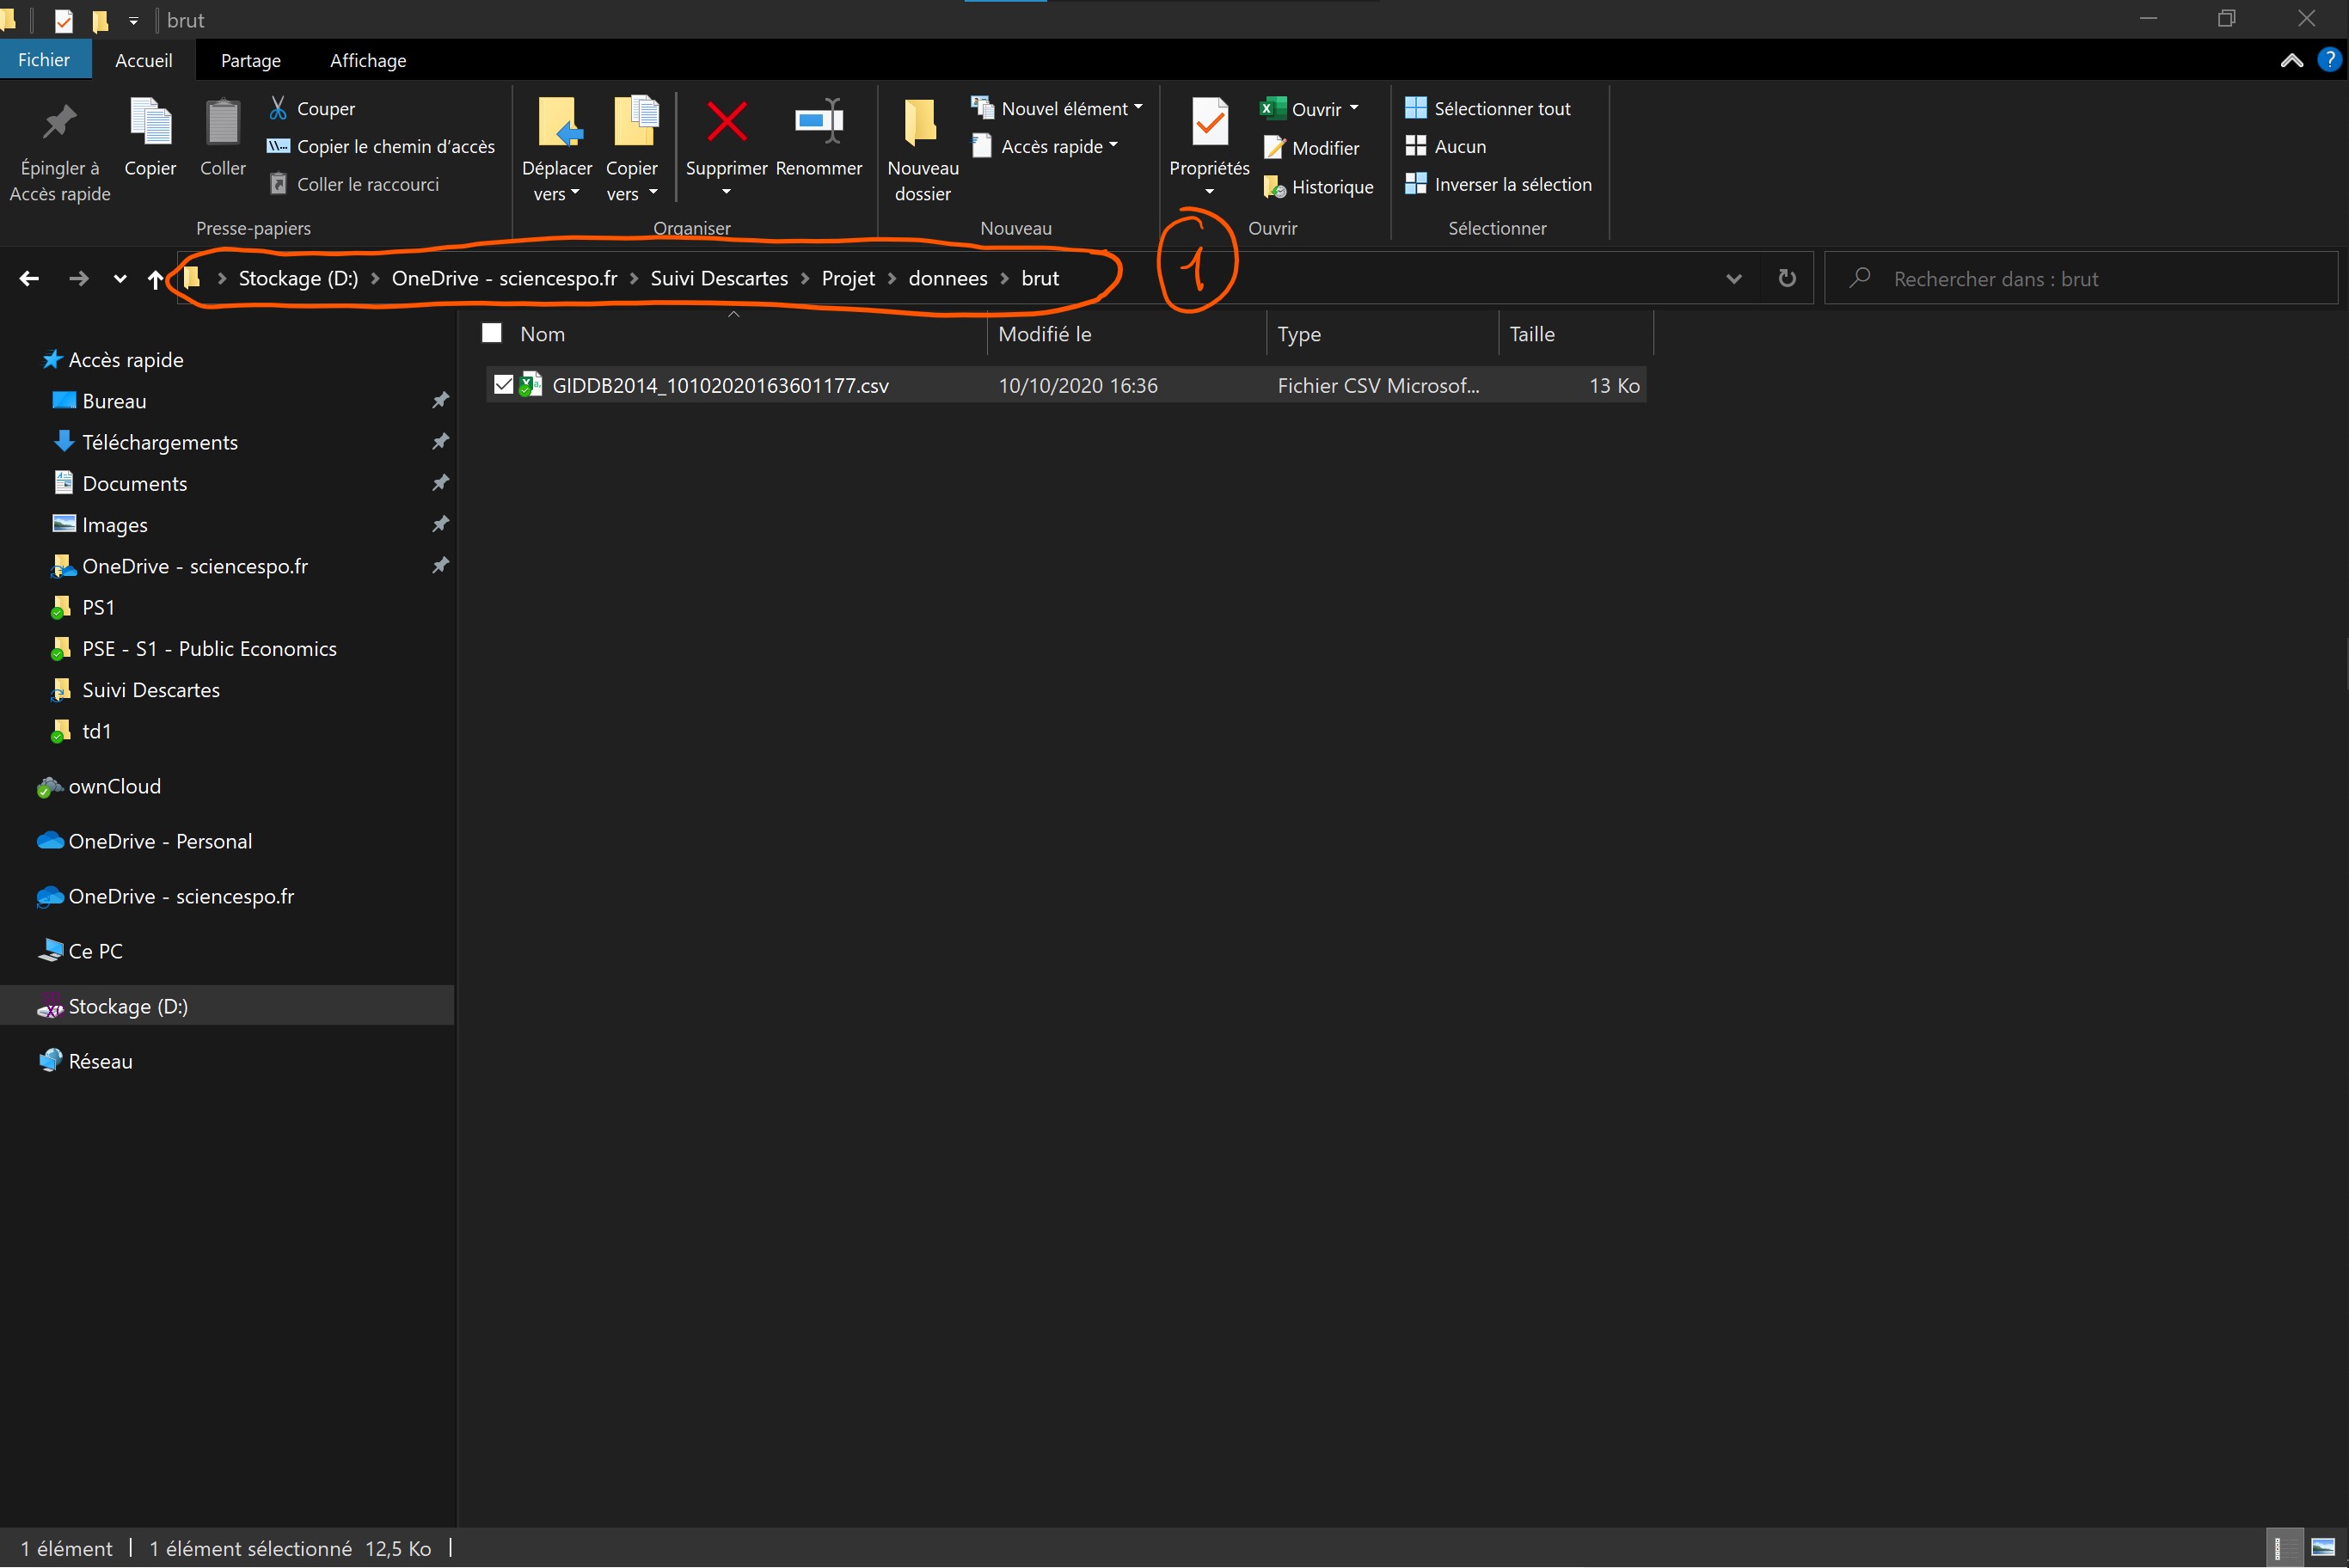 brut
Fichier Accueil Partage Affichage
?
Épingler à Accès rapide
Copier
Coller
Couper
Copier le chemin d'accès
Coller le raccourci
Presse-papiers
Déplacer vers
Copier vers
Supprimer
Renommer
Organiser
Nouveau dossier
Nouvel élément
Accès rapide
Nouveau
Propriétés
Ouvrir
Modifier
Historique
Ouvrir
Sélectionner tout
Aucun
Inverser la sélection
Sélectionner
Stockage (D:) > OneDrive - sciencespo.fr > Suivi Descartes > Projet > donnees > brut
1
Rechercher dans : brut
Nom Modifié le Type Taille
GIDDB2014_10102020163601177.csv 10/10/2020 16:36 Fichier CSV Microsof... 13 Ko
Accès rapide
Bureau
Téléchargements
Documents
Images
OneDrive - sciencespo.fr
PS1
PSE - S1 - Public Economics
Suivi Descartes
td1
ownCloud
OneDrive - Personal
OneDrive - sciencespo.fr
Ce PC
Stockage (D:)
Réseau
1 élément 1 élément sélectionné 12,5 Ko